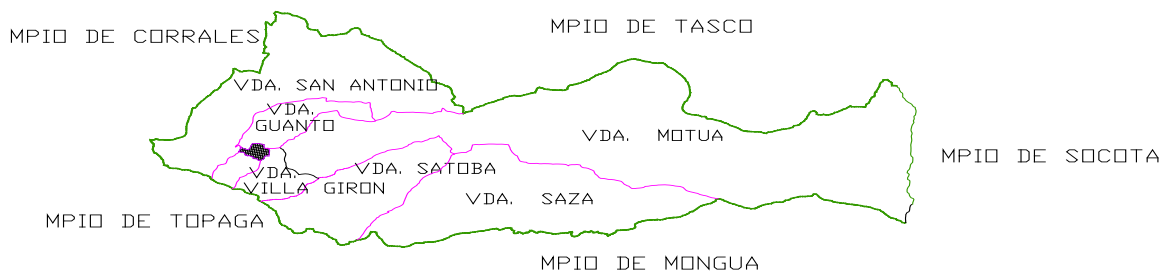 MPIO DE TASCO
MPIO DE CORRALES
VDA. SAN ANTONIO
VDA.
GUANTO
VDA. MOTUA
MPIO DE SOCOTA
VDA. SATOBA
VDA.
VILLA GIRON
VDA. SAZA
MPIO DE TOPAGA
MPIO DE MONGUA